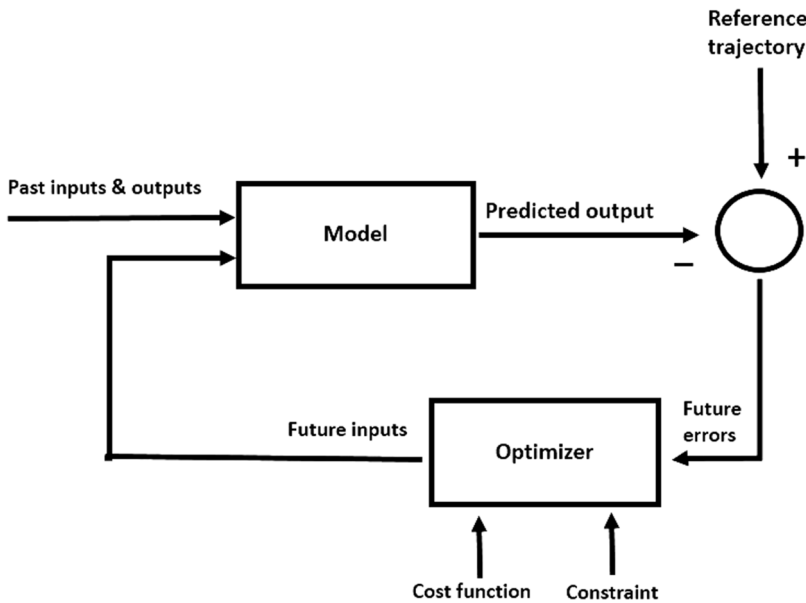 Reference
trajectory
+
Past inputs & outputs
Model
Predicted output
−
Future inputs
Optimizer
Future
errors
Cost function
Constraint